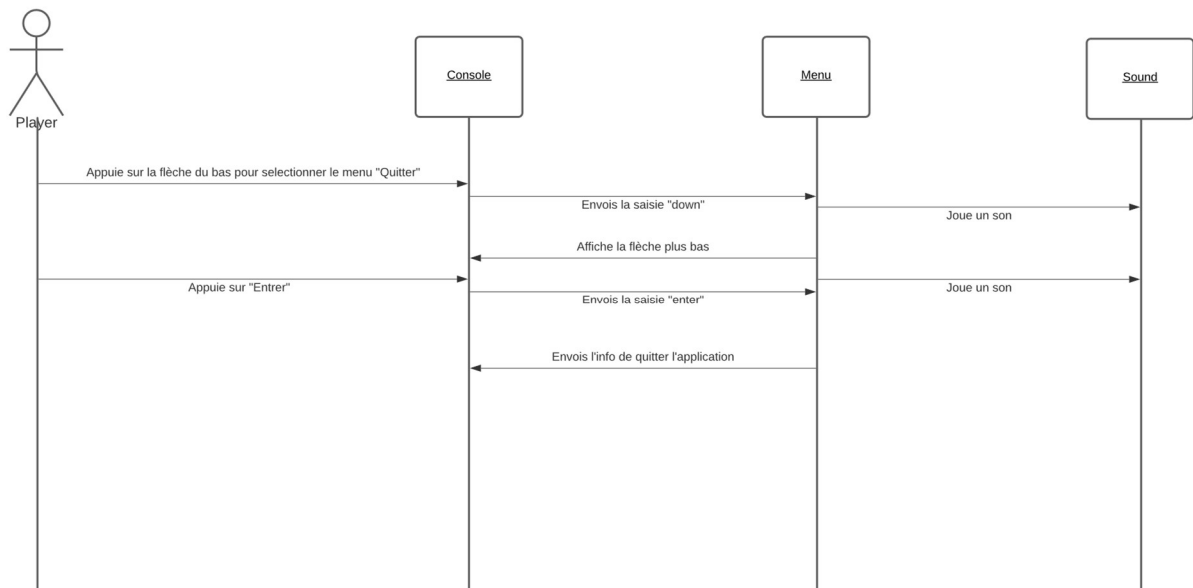 Console
Menu
Sound
Player
Appuie sur la flèche du bas pour selectionner le menu "Quitter"
Envois la saisie "down"
Joue un son
Affiche la flèche plus bas
Appuie sur "Entrer"
Joue un son
Envois la saisie "enter"
Envois l'info de quitter l'application